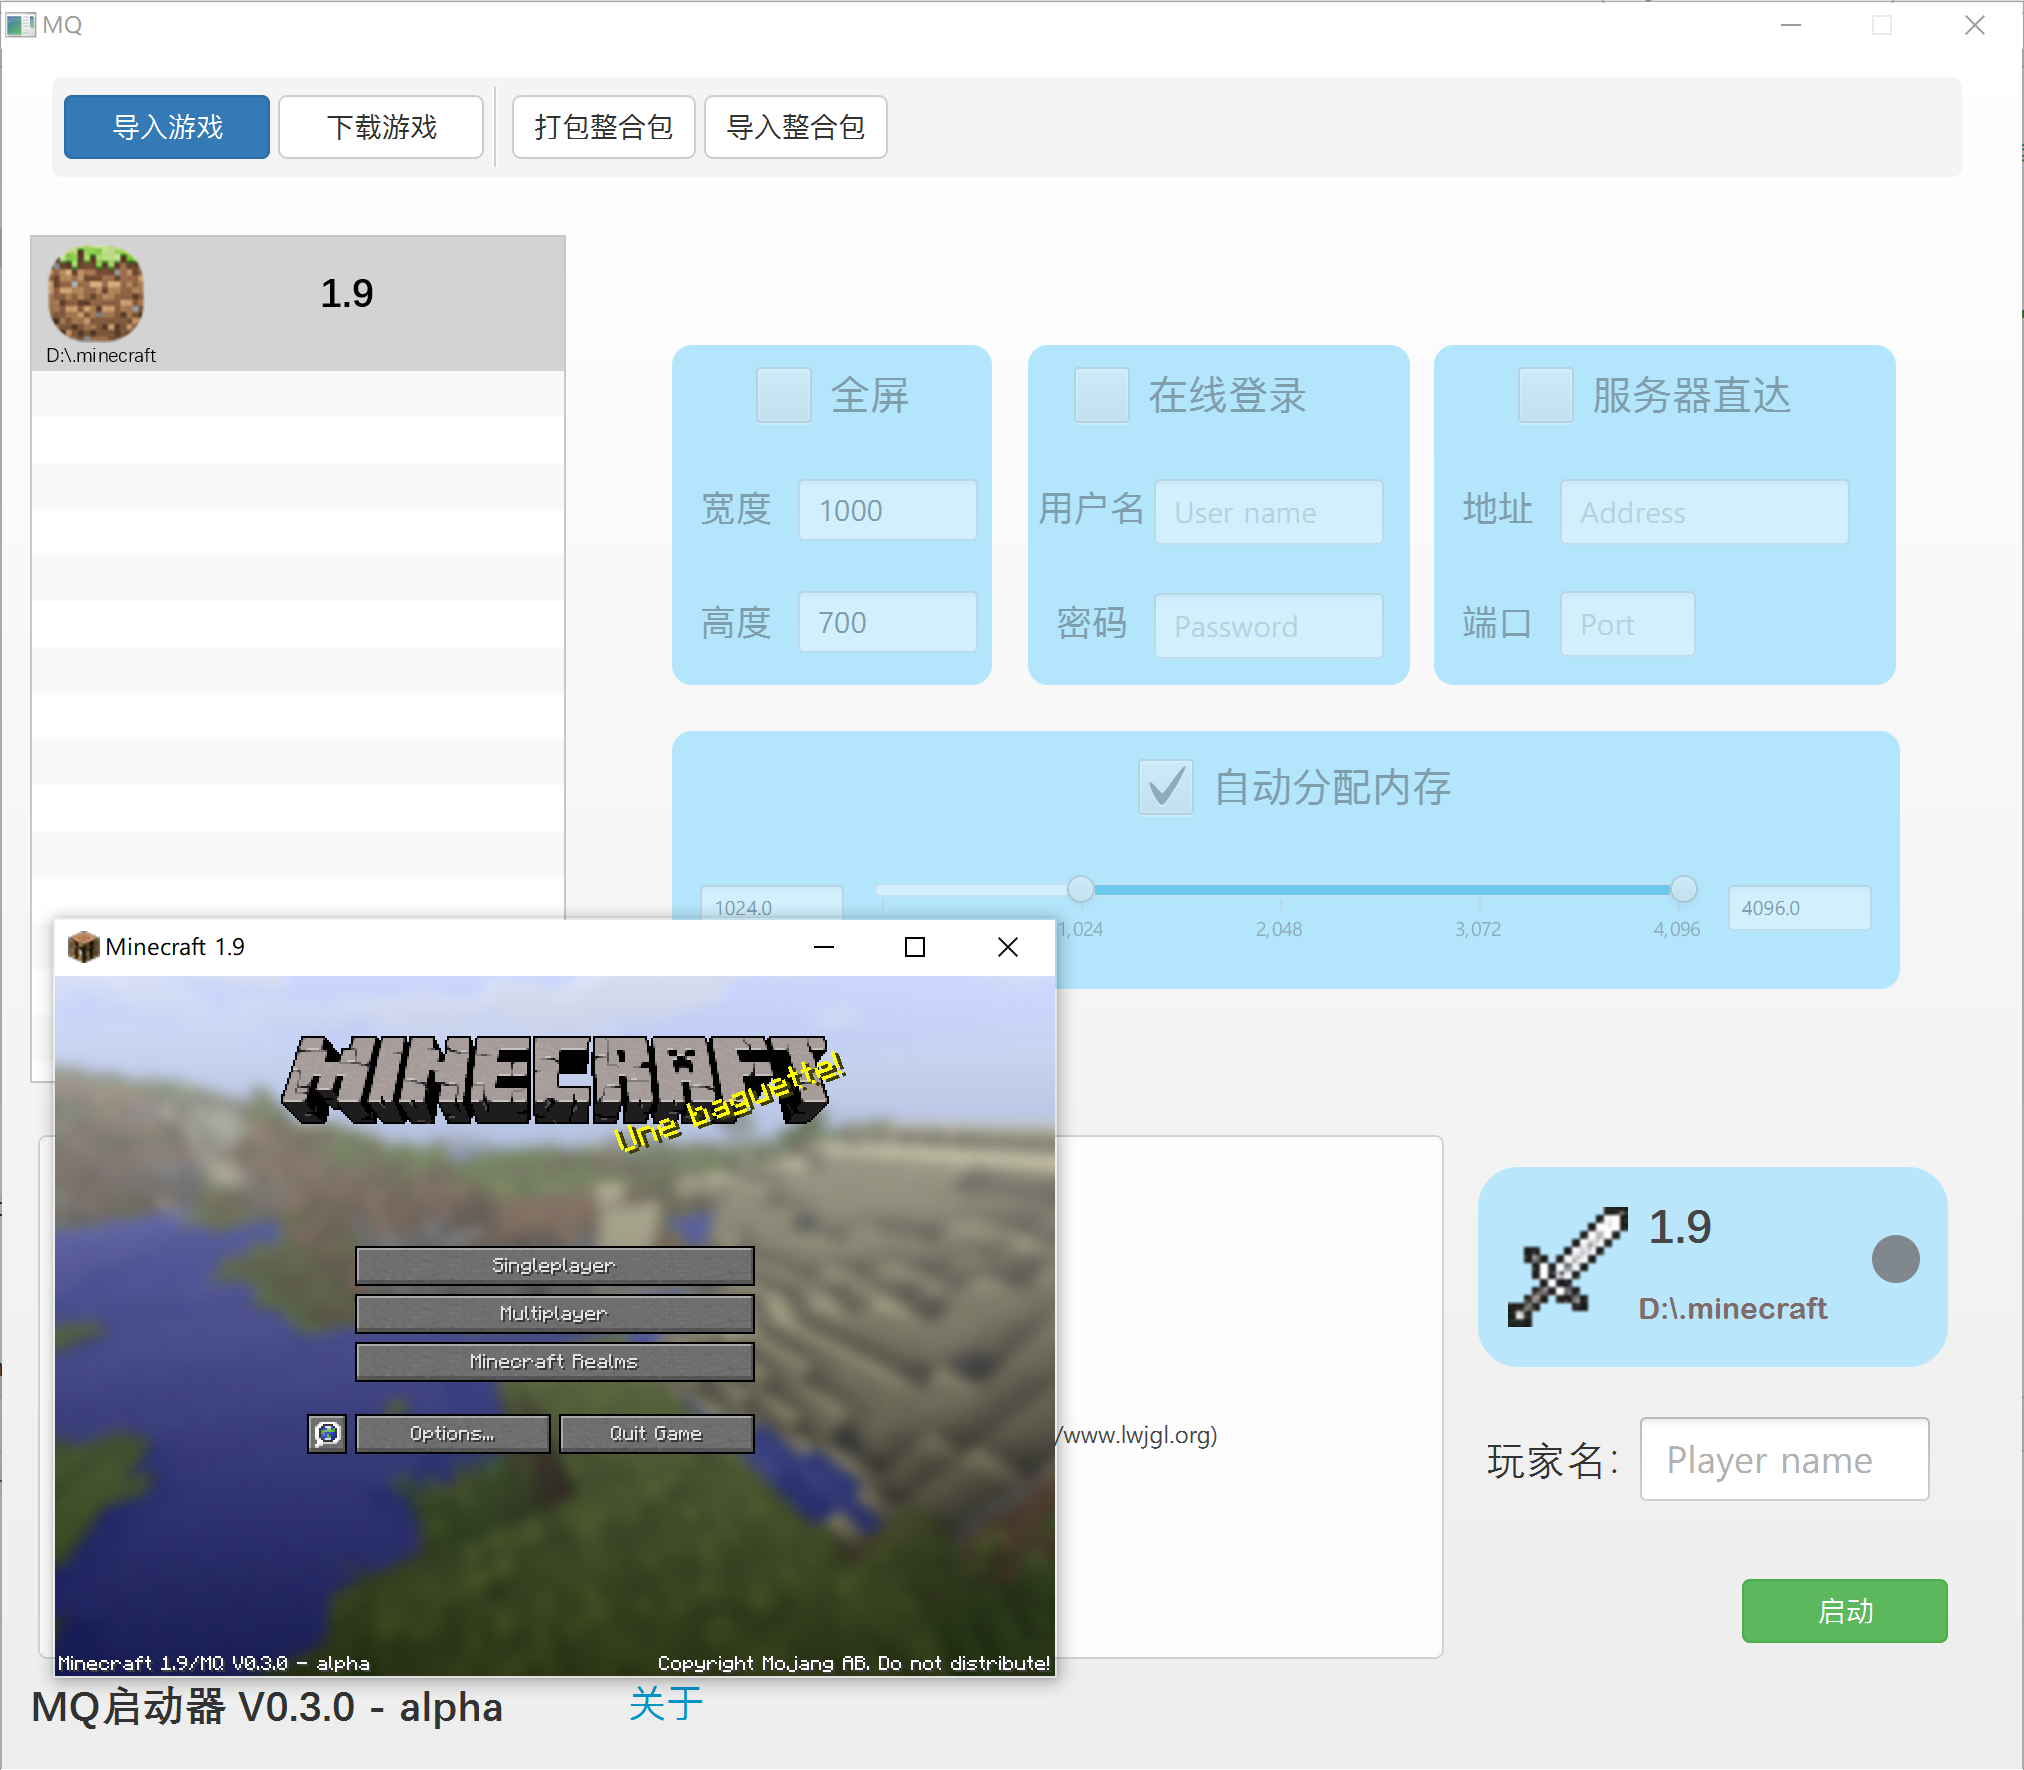 MQ
导入游戏 下载游戏 打包整合包 导入整合包
1.9
D:\.minecraft
全屏
宽度 1000
高度 700
在线登录
用户名 User name
密码 Password
服务器直达
地址 Address
端口 Port
自动分配内存
1024.0
1,024 2,048 3,072 4,096
4096.0
Minecraft 1.9
MINECRAFT
Une baguette!
Singleplayer
Multiplayer
Minecraft Realms
Options...
Quit Game
Minecraft 1.9/MQ V0.3.0 - alpha
Copyright Mojang AB. Do not distribute!
/www.lwjgl.org)
1.9
D:\.minecraft
玩家名: Player name
启动
MQ启动器 V0.3.0 - alpha
关于